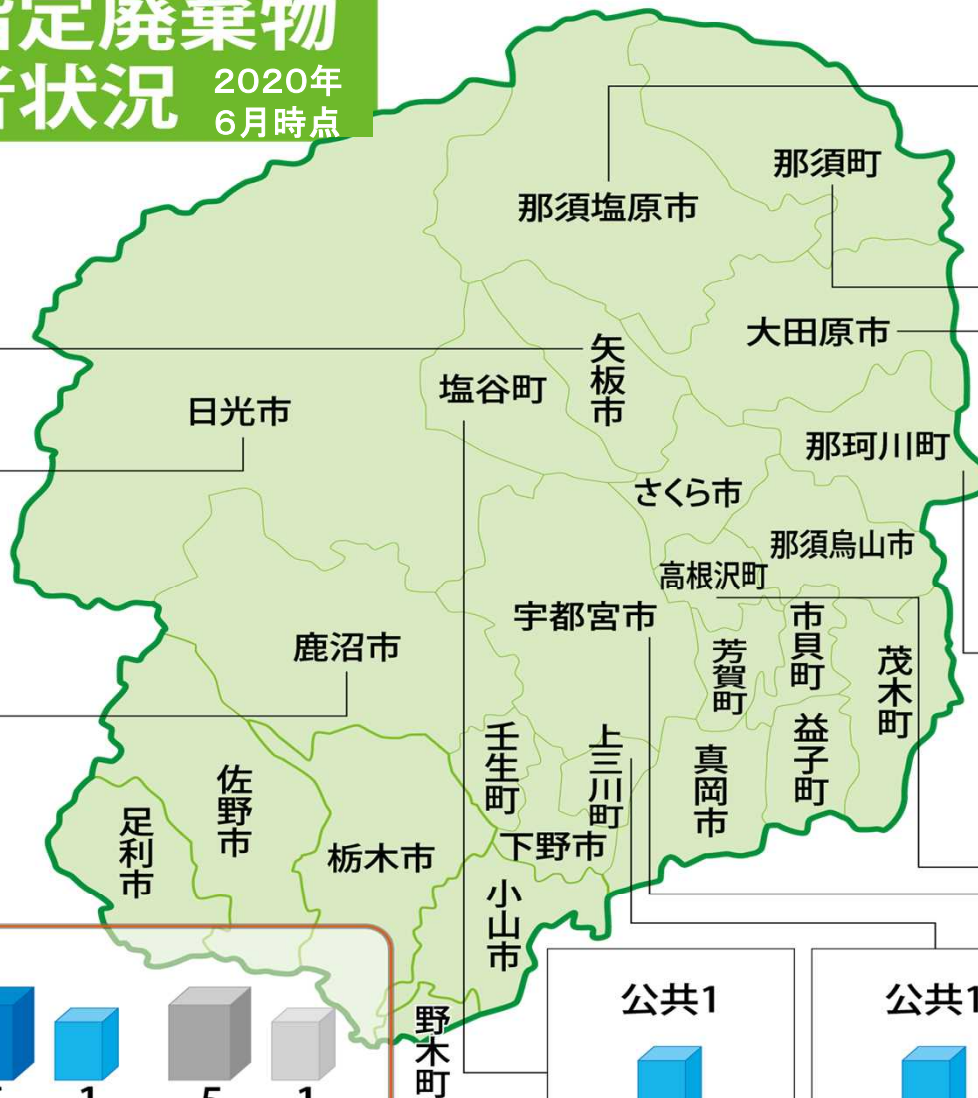 指定廃棄物
者状況 2020年
6月時点
那須町
那須塩原市
大田原市
矢板市
塩谷町
日光市
那珂川町
さくら市
那須烏山市
高根沢町
宇都宮市
市貝町
鹿沼市
芳賀町
茂木町
壬生町
上三川町
益子町
真岡市
佐野市
足利市
下野市
栃木市
小山市
公共1
公共1
野木町
1
5
1